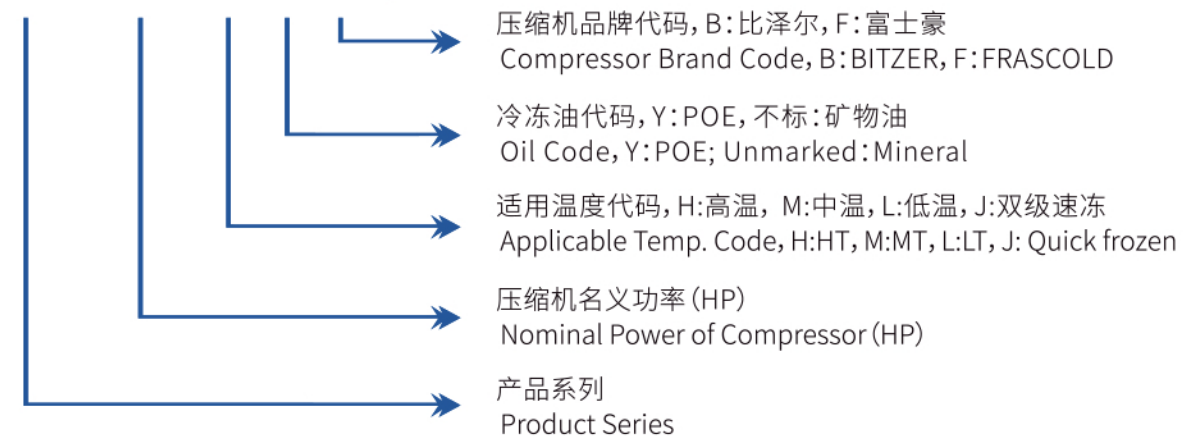 压缩机品牌代码，B：比泽尔，F：富士豪
Compressor Brand Code，B：BITZER，F：FRASCOLD
冷冻油代码，Y：POE，不标：矿物油
Oil Code，Y：POE; Unmarked：Mineral
适用温度代码，H:高温， M:中温，L:低温，J:双级速冻
Applicable Temp. Code，H:HT，M:MT，L:LT，J: Quick frozen
压缩机名义功率（HP）
Nominal Power of Compressor（HP）
产品系列
Product Series